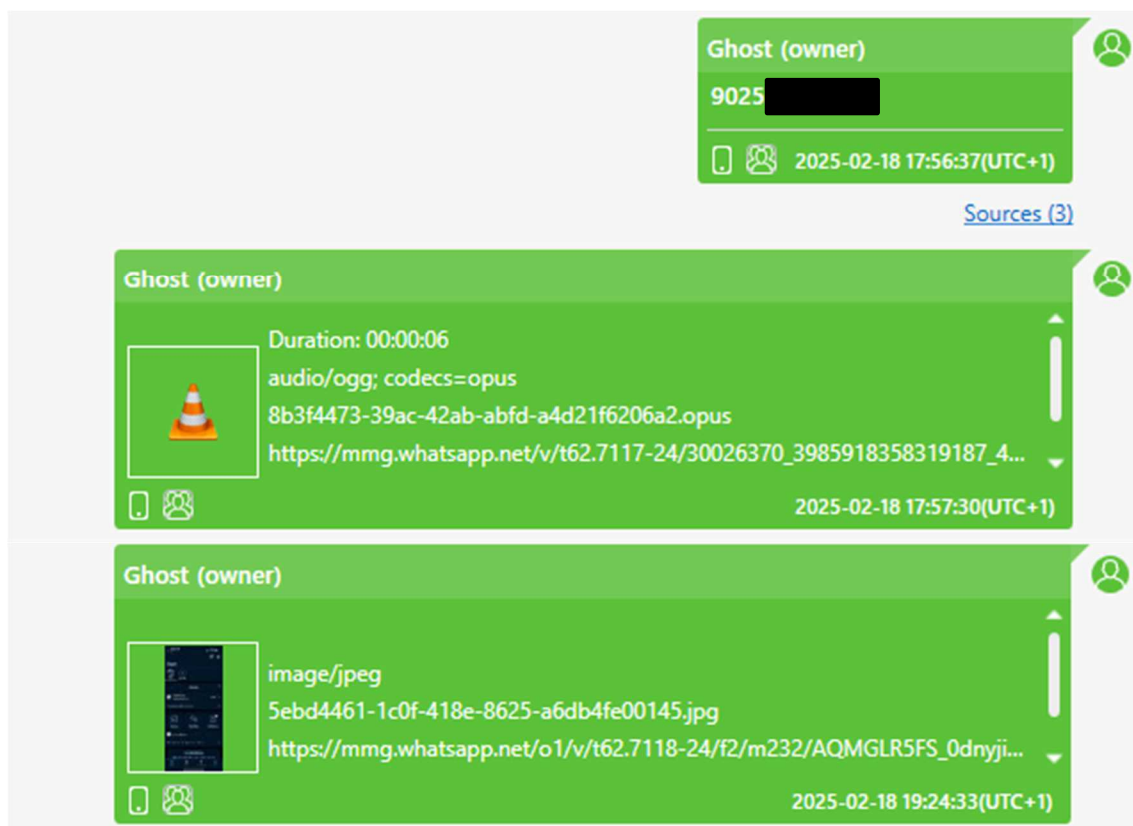 Ghost (owner)
9025
2025-02-18 17:56:37(UTC+1)
Sources (3)
Ghost (owner)
Duration: 00:00:06
audio/ogg; codecs=opus
8b3f4473-39ac-42ab-abfd-a4d21f6206a2.opus
https://mmg.whatsapp.net/v/t62.7117-24/30026370_3985918358319187_4...
2025-02-18 17:57:30(UTC+1)
Ghost (owner)
image/jpeg
5ebd4461-1c0f-418e-8625-a6db4fe00145.jpg
https://mmg.whatsapp.net/o1/v/t62.7118-24/f2/m232/AQMGLR5FS_0dnyji...
2025-02-18 19:24:33(UTC+1)